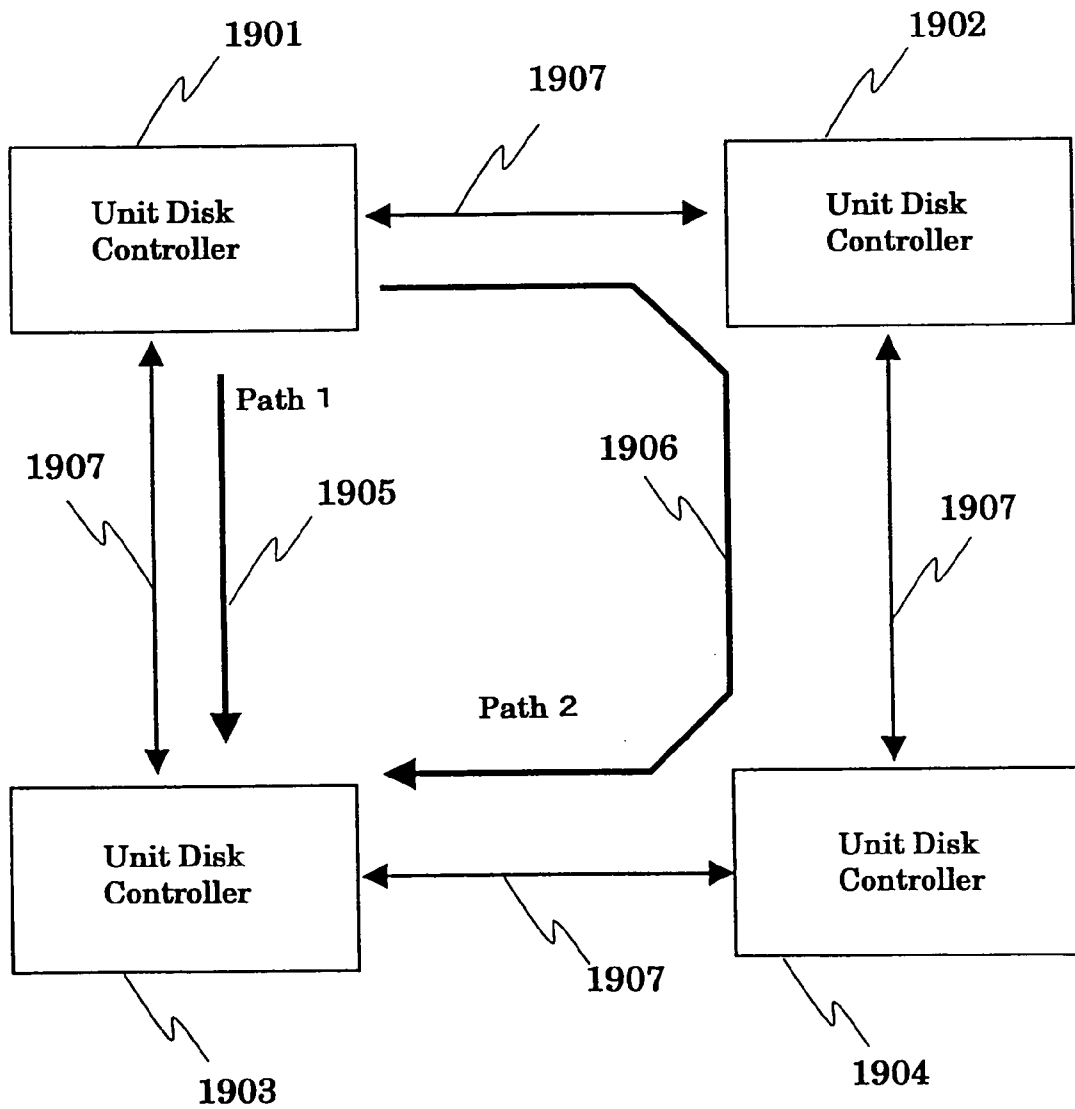 1901
1902
1907
Unit Disk
Controller
Unit Disk
Controller
Path 1
1906
1907
1905
1907
Path 2
Unit Disk
Controller
Unit Disk
Controller
1907
1903
1904